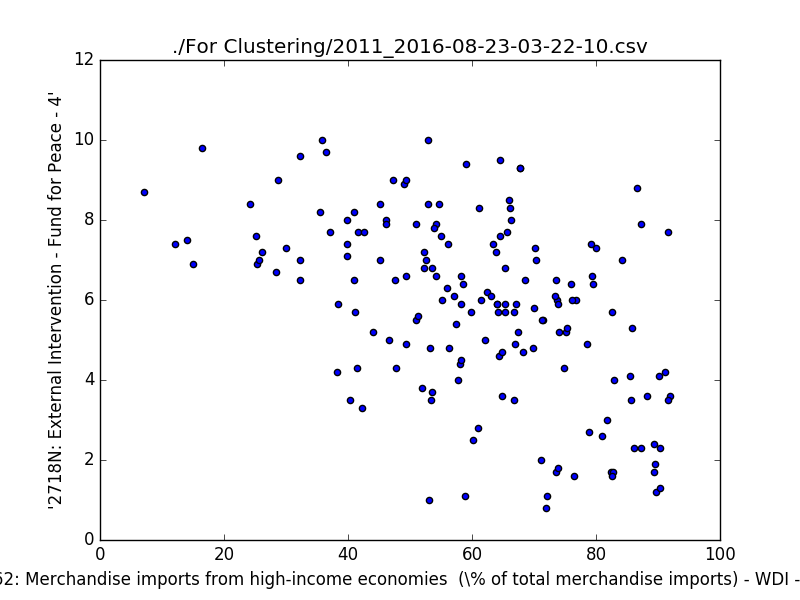 ./For Clustering/2011_2016-08-23-03-22-10.csv
12
10
8
6
4
2
0
'2718N: External Intervention - Fund for Peace - 4'
0 20 40 60 80 100
62: Merchandise imports from high-income economies (\% of total merchandise imports) - WDI -